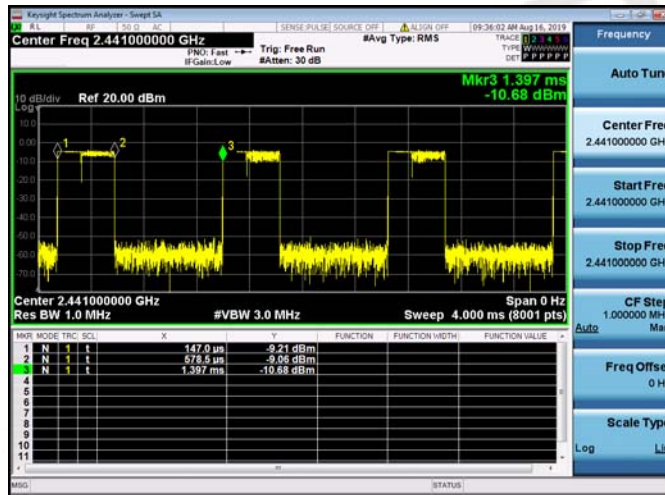 Keysight Spectrum Analyzer - Swept SA
RL RF 50 Ω AC SENSE:PULSE SOURCE OFF ALIGN OFF 09:36:02 AM Aug 16, 2019
Center Freq 2.441000000 GHz #Avg Type: RMS TRACE 1 2 3 4 5 6
PNO: Fast Trig: Free Run TYPE
IFGain:Low #Atten: 30 dB DET P P P P P P
Mkr3 1.397 ms
-10.68 dBm
10 dB/div Ref 20.00 dBm
Log
10.0
0.00
-10.0
-20.0
-30.0
-40.0
-50.0
-60.0
-70.0
1 2 3
Center 2.441000000 GHz Span 0 Hz
Res BW 1.0 MHz #VBW 3.0 MHz Sweep 4.000 ms (8001 pts)
MKR MODE TRC SCL X Y FUNCTION FUNCTION WIDTH FUNCTION VALUE
1 N 1 t 147.0 µs -9.21 dBm
2 N 1 t 578.5 µs -9.06 dBm
3 N 1 t 1.397 ms -10.68 dBm
4
5
6
7
8
9
10
11
MSG STATUS
Frequency
Auto Tun
Center Fre
2.441000000 GH
Start Fre
2.441000000 GH
Stop Fre
2.441000000 GH
CF Ste
1.000000 MH
Auto Ma
Freq Offse
0 H
Scale Typ
Log Li